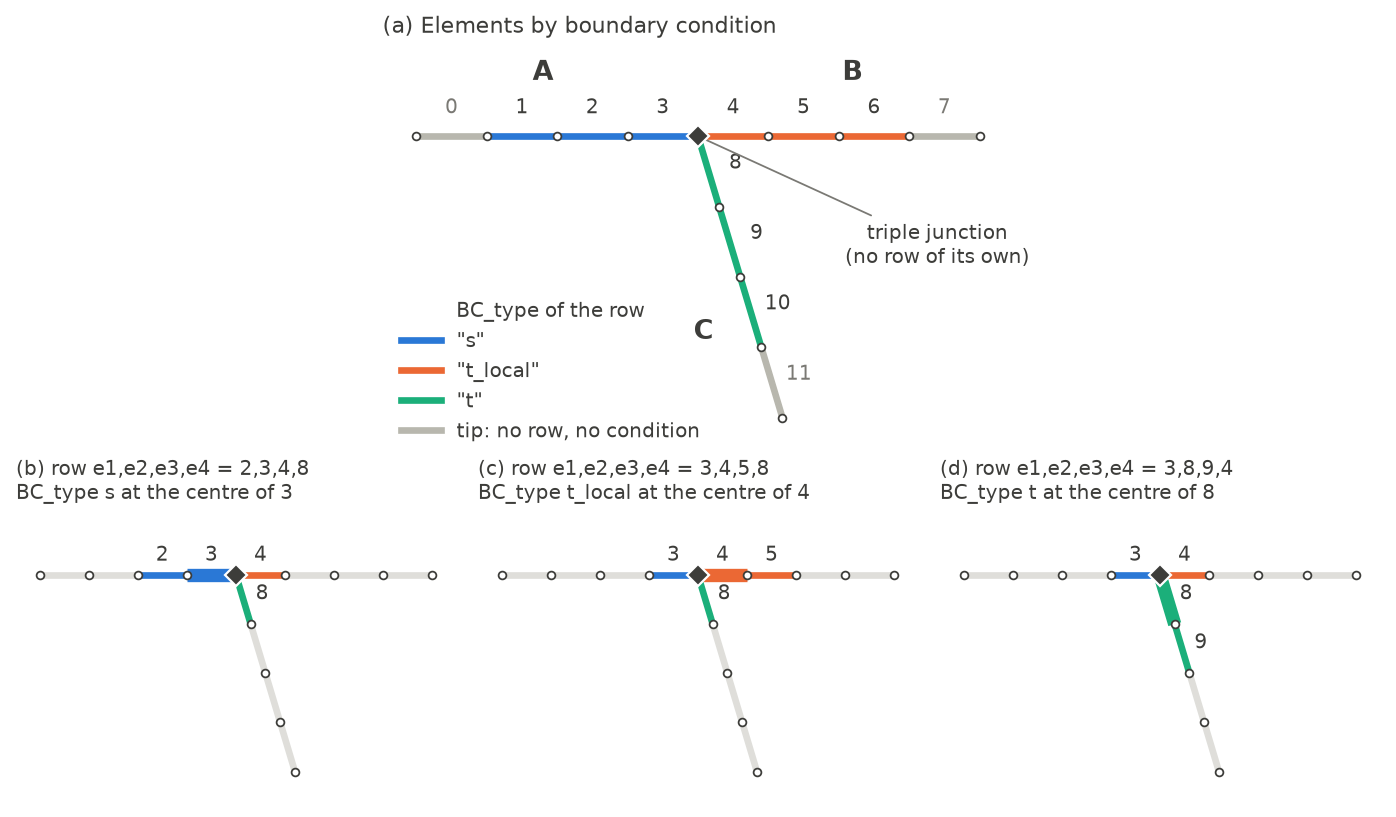 (a) Elements by boundary condition
A B
0 1 2 3 4 5 6 7
8
9
triple junction
(no row of its own)
10
C
11
BC_type of the row
"s"
"t_local"
"t"
tip: no row, no condition
(b) row e1,e2,e3,e4 = 2,3,4,8
BC_type s at the centre of 3
2 3 4
8
(c) row e1,e2,e3,e4 = 3,4,5,8
BC_type t_local at the centre of 4
3 4 5
8
(d) row e1,e2,e3,e4 = 3,8,9,4
BC_type t at the centre of 8
3 4
8
9